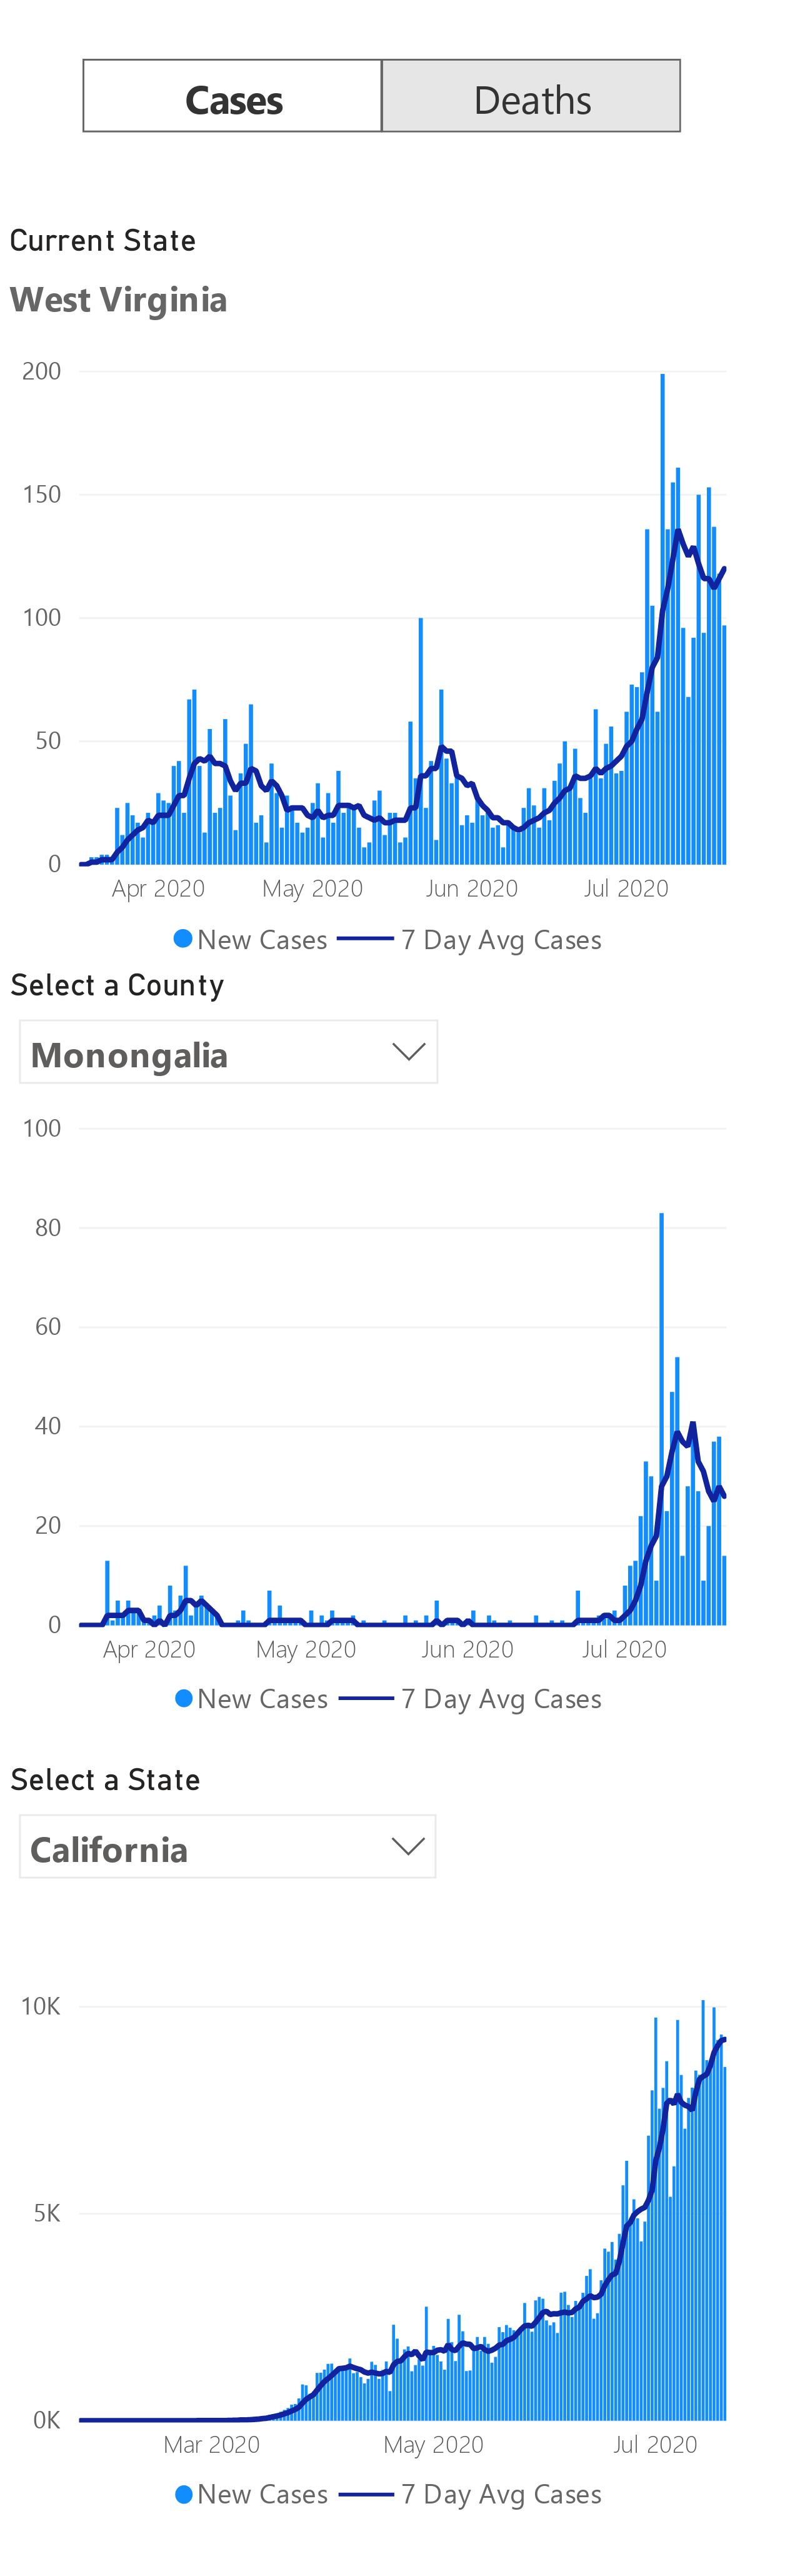 Cases Deaths
Current State
West Virginia
200
150
100
50
0
Apr 2020 May 2020 Jun 2020 Jul 2020
New Cases 7 Day Avg Cases
Select a County
Monongalia
100
80
60
40
20
0
Apr 2020 May 2020 Jun 2020 Jul 2020
New Cases 7 Day Avg Cases
Select a State
California
10K
5K
0K
Mar 2020 May 2020 Jul 2020
New Cases 7 Day Avg Cases